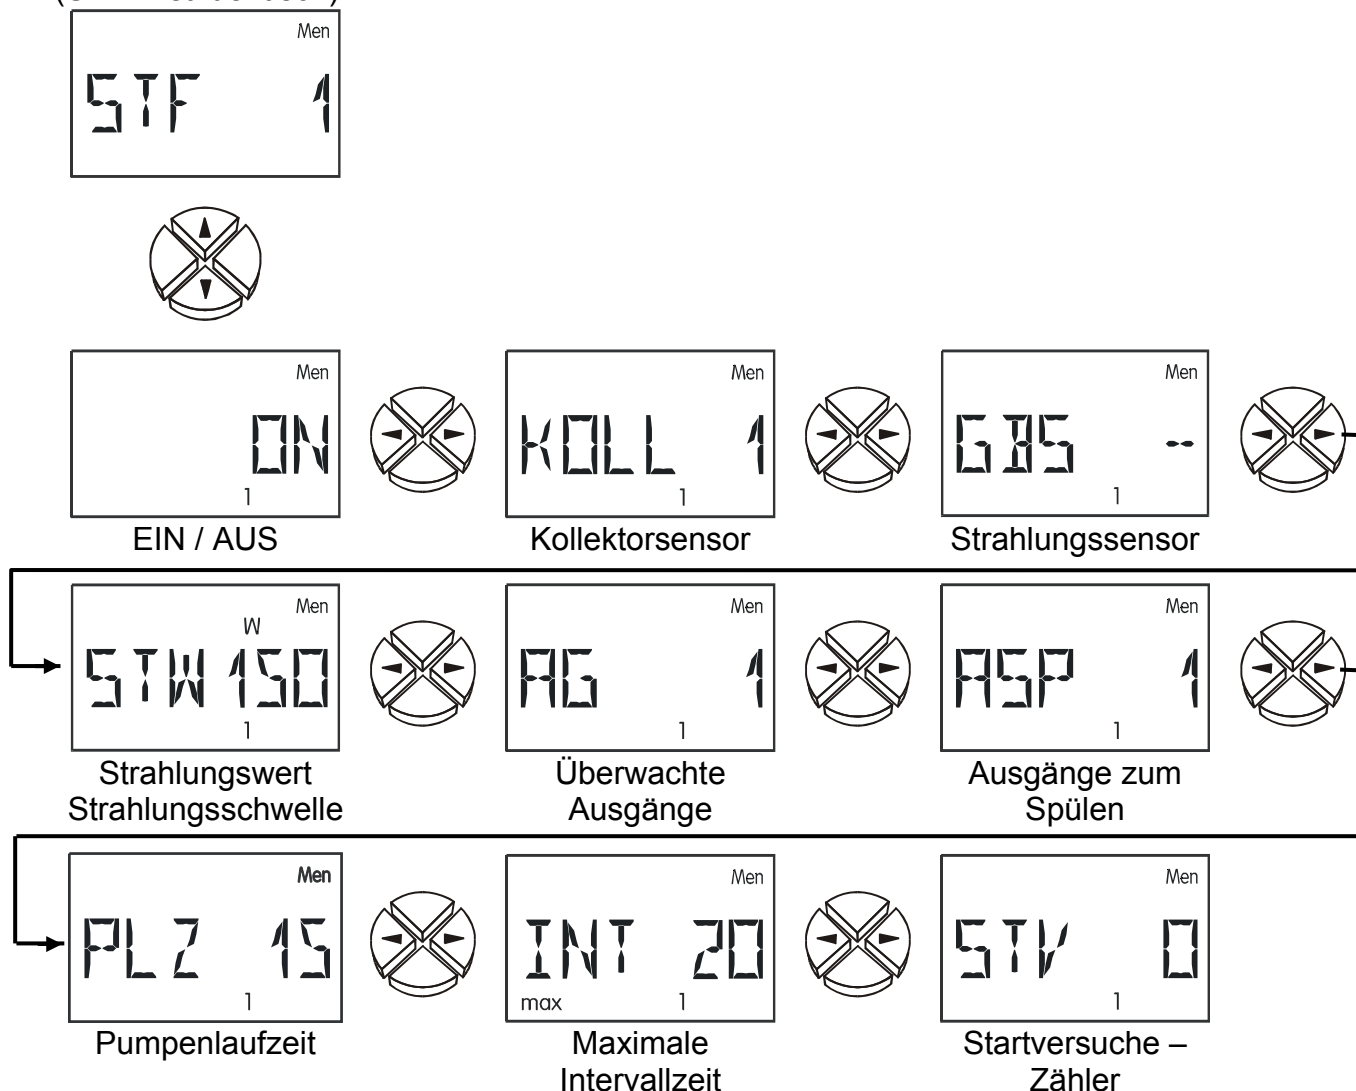 Men
STF 1
Men
ON
1
EIN / AUS
Men
KOLL 1
1
Kollektorsensor
Men
GBS --
1
Strahlungssensor
Men
W
STW 150
1
Strahlungswert
Strahlungsschwelle
Men
AG 1
1
Überwachte
Ausgänge
Men
ASP 1
1
Ausgänge zum
Spülen
Men
PLZ 15
1
Pumpenlaufzeit
Men
INT 20
max 1
Maximale
Intervallzeit
Men
STV 0
1
Startversuche –
Zähler